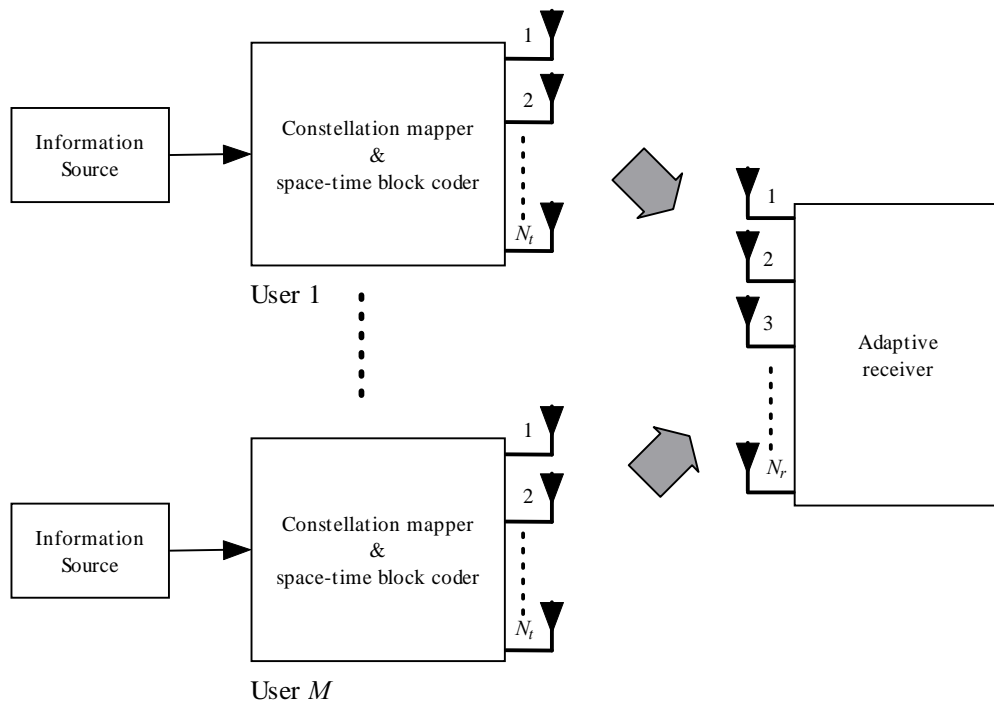 1
2
Information
Source
Constellation mapper
&
space-time block coder
N_t
User 1
1
2
3
Adaptive
receiver
N_r
1
2
Information
Source
Constellation mapper
&
space-time block coder
N_t
User M